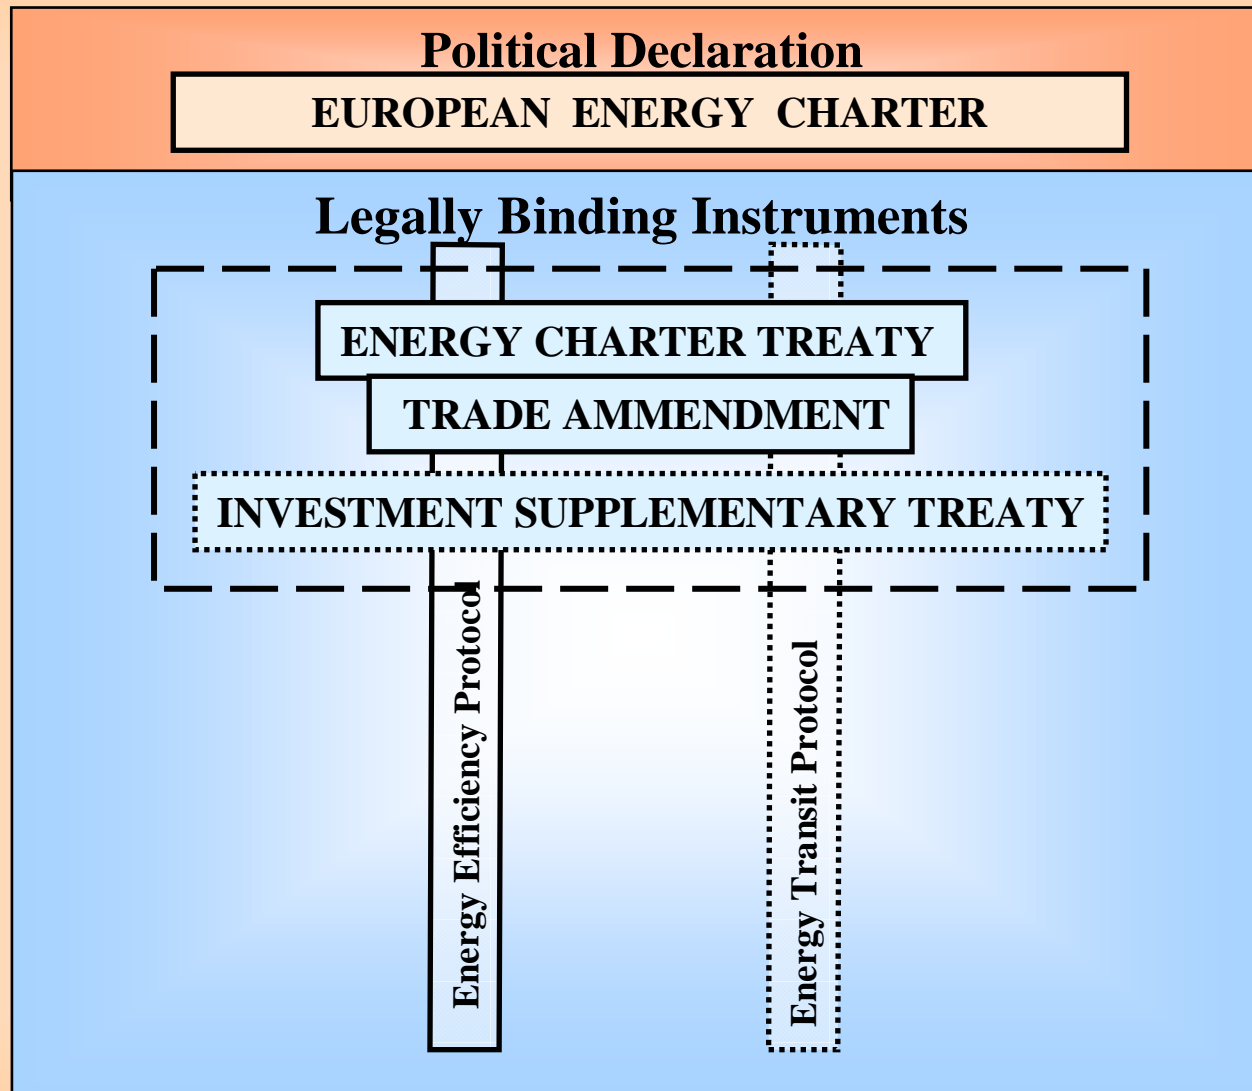 Political Declaration
EUROPEAN ENERGY CHARTER
Legally Binding Instruments
ENERGY CHARTER TREATY
TRADE AMMENDMENT
INVESTMENT SUPPLEMENTARY TREATY
Energy Efficiency Protocol
Energy Transit Protocol